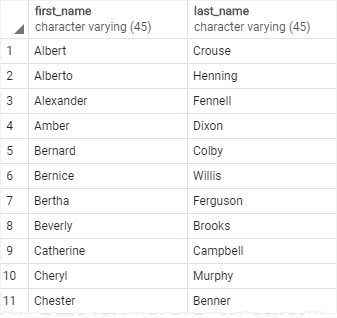 first_name last_name
character varying (45) character varying (45)
1 Albert Crouse
2 Alberto Henning
3 Alexander Fennell
4 Amber Dixon
5 Bernard Colby
6 Bernice Willis
7 Bertha Ferguson
8 Beverly Brooks
9 Catherine Campbell
10 Cheryl Murphy
11 Chester Benner